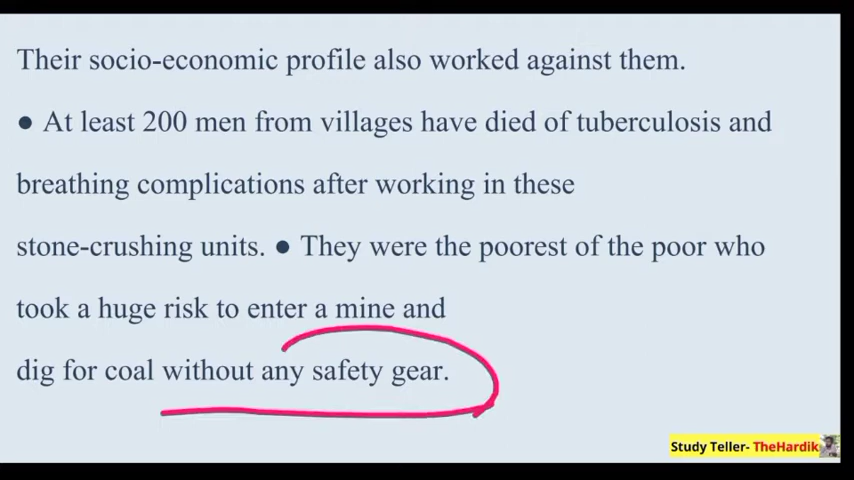 Their socio-economic profile also worked against them.
● At least 200 men from villages have died of tuberculosis and
breathing complications after working in these
stone-crushing units. ● They were the poorest of the poor who
took a huge risk to enter a mine and
dig for coal without any safety gear.
Study Teller- TheHardik